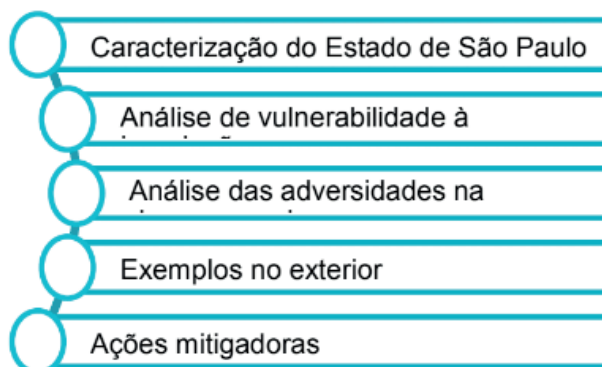 Caracterização do Estado de São Paulo
Análise de vulnerabilidade à
Análise das adversidades na
Exemplos no exterior
Ações mitigadoras